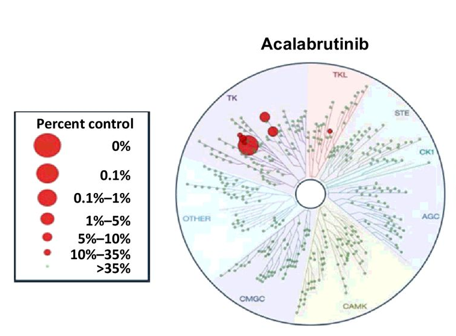 Acalabrutinib
Percent control
0%
0.1%
0.1%–1%
1%–5%
5%–10%
10%–35%
>35%
TK
TKL
STE
CK1
AGC
CAMK
CMGC
OTHER